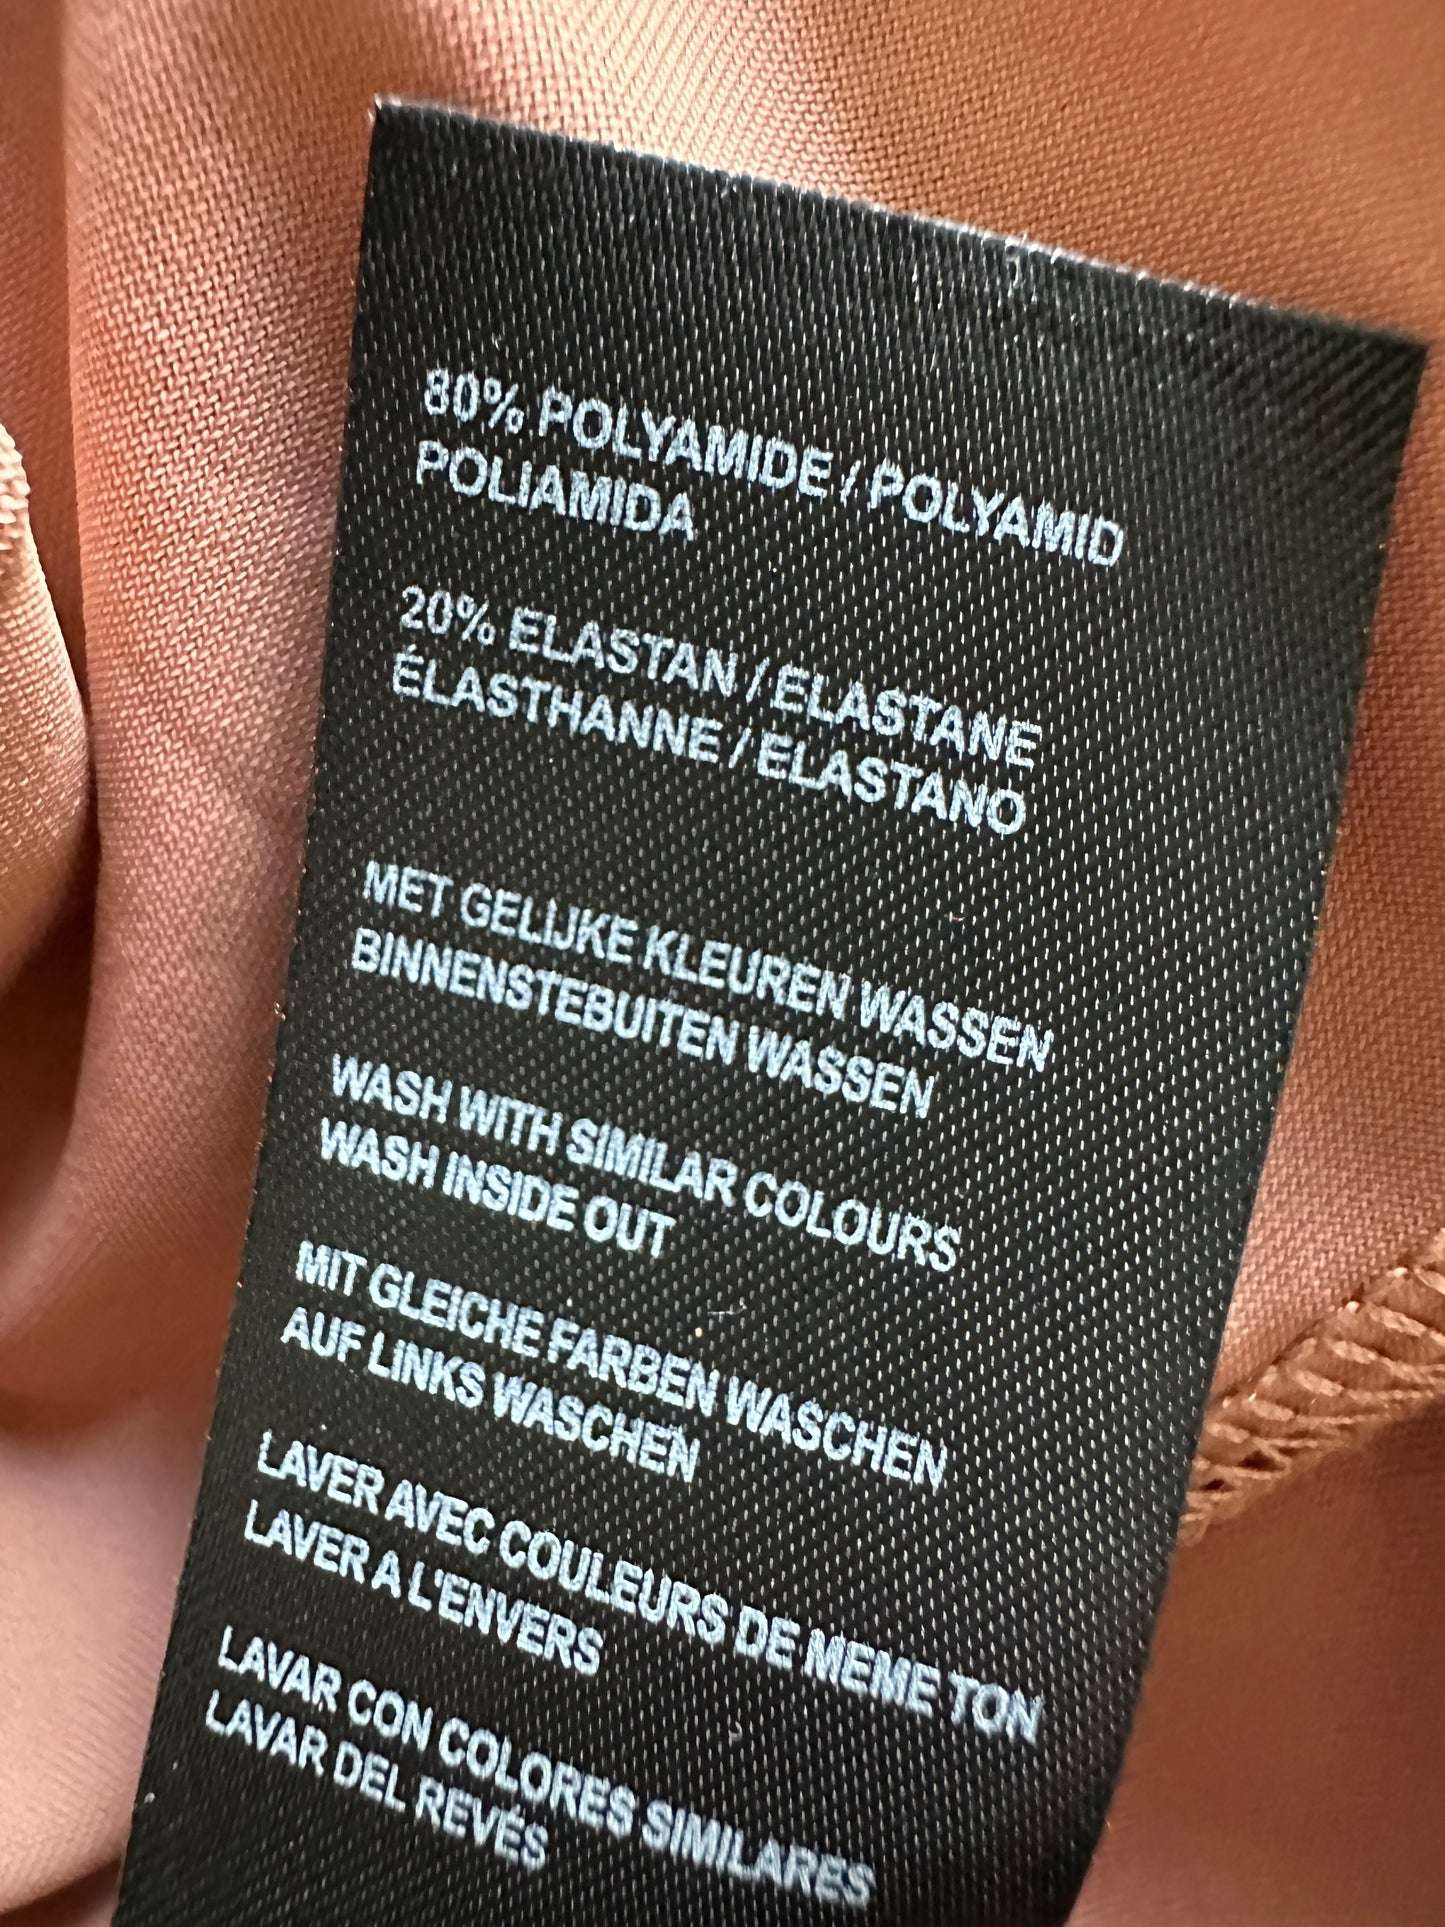 80% POLYAMIDE / POLYAMID
POLIAMIDA
20% ELASTAN / ELASTANE
ÉLASTHANNE / ELASTANO
MET GELIJKE KLEUREN WASSEN
BINNENSTEBUITEN WASSEN
WASH WITH SIMILAR COLOURS
WASH INSIDE OUT
MIT GLEICHE FARBEN WASCHEN
AUF LINKS WASCHEN
LAVER AVEC COULEURS DE MEME TON
LAVER A L'ENVERS
LAVAR CON COLORES SIMILARES
LAVAR DEL REVÉS